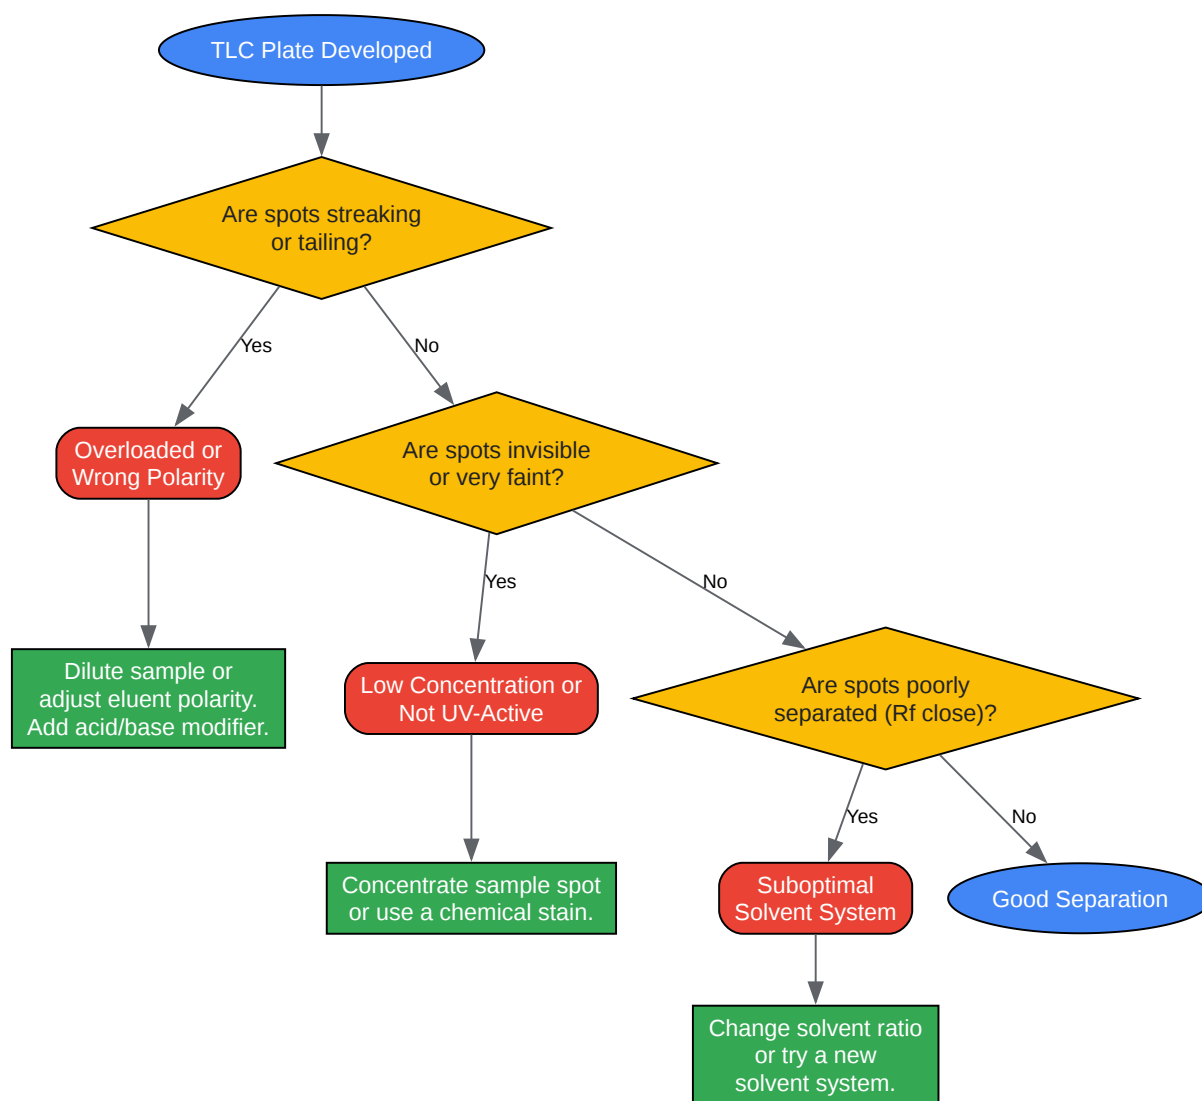 TLC Plate Developed
Are spots streaking
or tailing?
Yes
No
Overloaded or
Wrong Polarity
Are spots invisible
or very faint?
Dilute sample or
adjust eluent polarity.
Add acid/base modifier.
Yes
No
Low Concentration or
Not UV-Active
Are spots poorly
separated (Rf close)?
Concentrate sample spot
or use a chemical stain.
Yes
No
Suboptimal
Solvent System
Good Separation
Change solvent ratio
or try a new
solvent system.